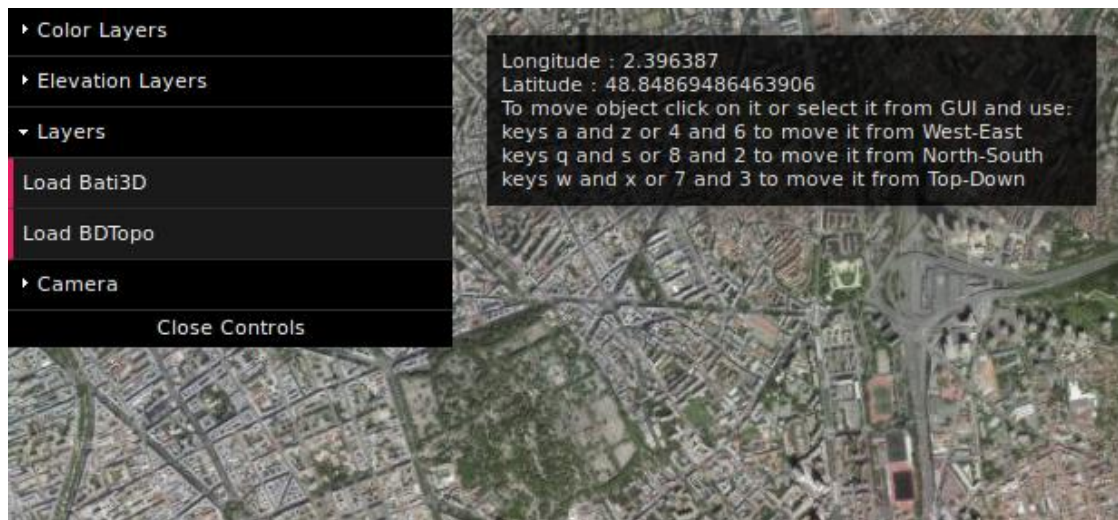 Color Layers
Elevation Layers
Layers
Load Bati3D
Load BDTopo
Camera
Close Controls
Longitude : 2.396387
Latitude : 48.84869486463906
To move object click on it or select it from GUI and use:
keys a and z or 4 and 6 to move it from West-East
keys q and s or 8 and 2 to move it from North-South
keys w and x or 7 and 3 to move it from Top-Down